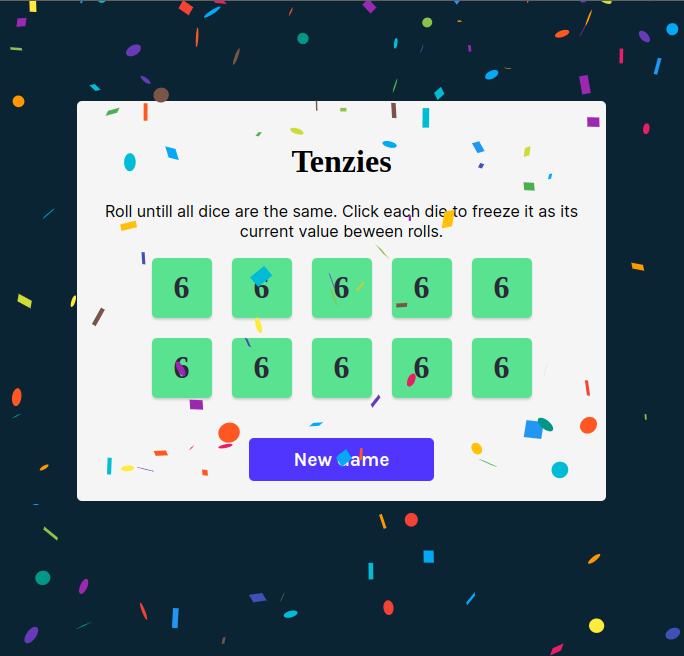 Tenzies
Roll untill all dice are the same. Click each die to freeze it as its
current value beween rolls.
6 6 6 6 6
6 6 6 6 6
New Game